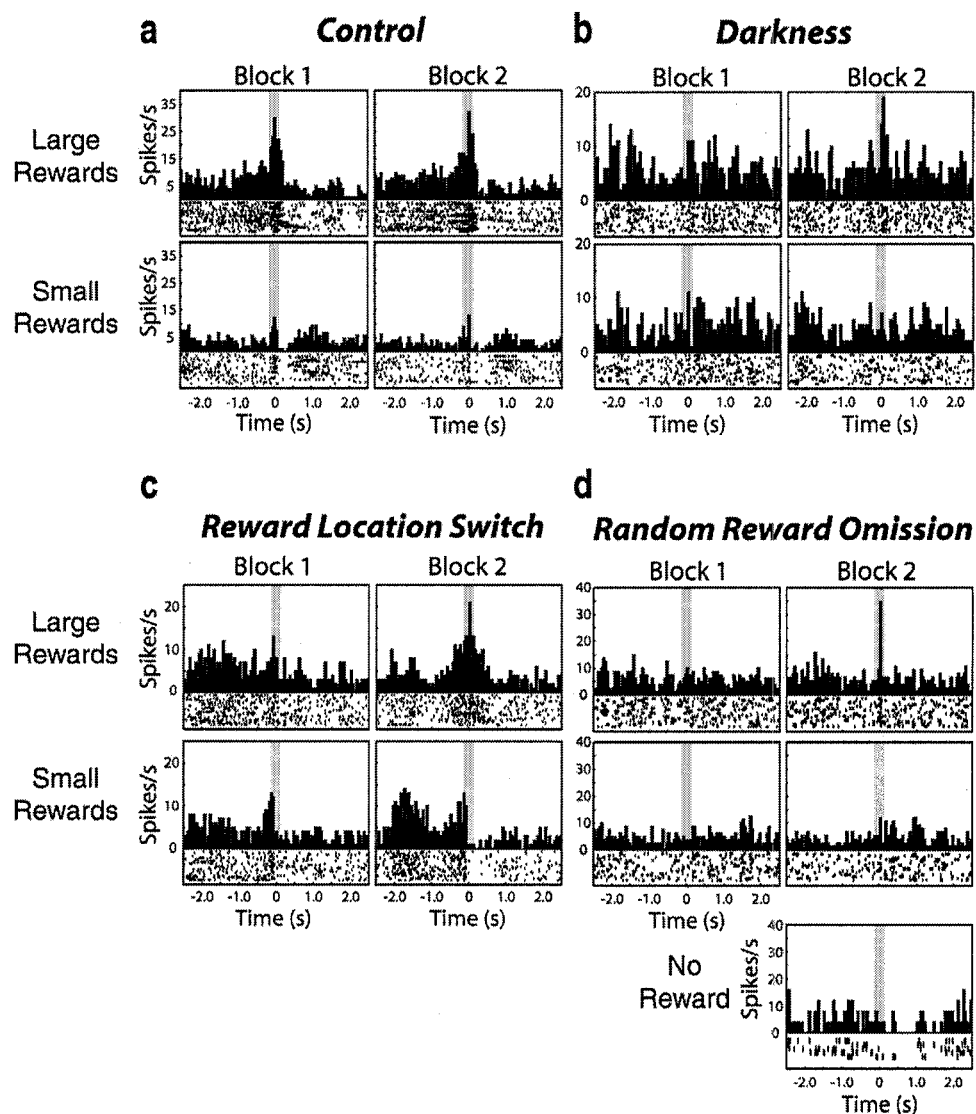 a Control
Block 1 Block 2
Large Rewards
Spikes/s
35
25
15
5
Small Rewards
Spikes/s
35
25
15
5
-2.0 -1.0 0 1.0 2.0 -2.0 -1.0 0 1.0 2.0
Time (s) Time (s)
b Darkness
Block 1 Block 2
20
10
0
20
10
0
-2.0 -1.0 0 1.0 2.0 -2.0 -1.0 0 1.0 2.0
Time (s) Time (s)
c
Reward Location Switch
Block 1 Block 2
Large Rewards
Spikes/s
20
10
0
Small Rewards
Spikes/s
20
10
0
-2.0 -1.0 0 1.0 2.0 -2.0 -1.0 0 1.0 2.0
Time (s) Time (s)
d
Random Reward Omission
Block 1 Block 2
40
30
20
10
0
40
30
20
10
0
-2.0 -1.0 0 1.0 2.0
Time (s)
No Reward
Spikes/s
40
30
20
10
0
-2.0 -1.0 0 1.0 2.0
Time (s)